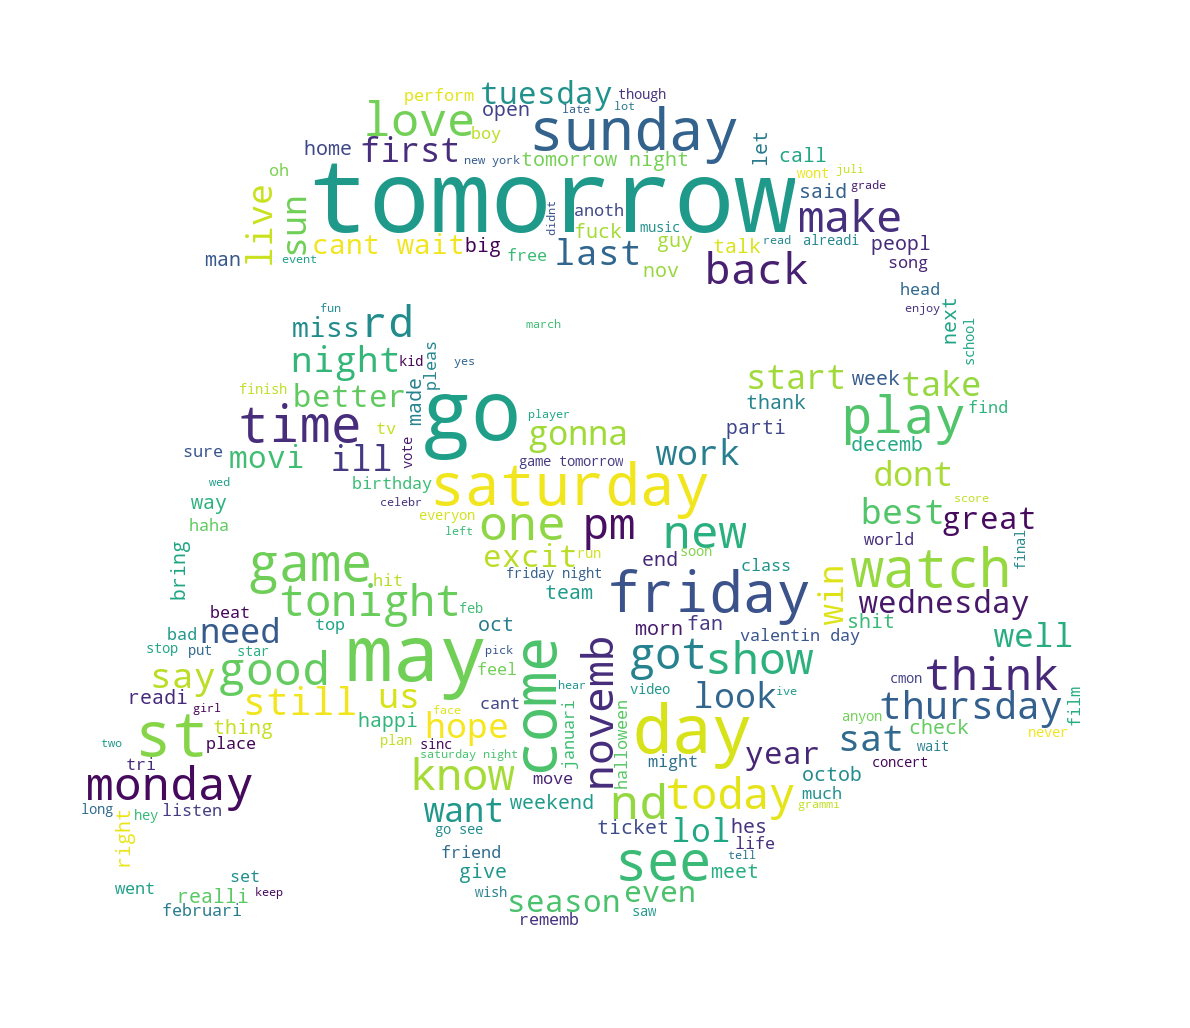 perform
tuesday
though
love
open
late
lot
boy
sunday
home
first
new york
tomorrow night
let
call
oh
tomorrow
wont
juli
live
sun
didnt
anoth
said
grade
make
fuck
music
cant wait
big
last
guy
talk
read
alreadi
peopl
man
event
free
nov
back
song
head
enjoy
fun
miss
rd
march
next
school
night
kid
pleas
yes
start
week
take
finish
better
made
go
player
thank
play
find
time
tv
gonna
parti
decemb
sure
movi
ill
vote
game tomorrow
work
dont
wed
birthday
saturday
way
celebr
haha
everyon
left
one
pm
new
best
score
great
bring
game
hit
excit
run
end
soon
class
world
final
watch
tonight
feb
friday night
team
friday
win
wednesday
beat
top
oct
morn
fan
valentin day
shit
well
bad
need
stop
put
star
may
pick
come
novemb
got
show
say
good
feel
hear
video
look
ive
cmon
think
readi
girl
still
us
face
cant
januari
halloween
day
anyon
thursday
film
st
thing
place
happi
plan
hope
sinc
saturday night
year
sat
check
wait
never
two
tri
monday
know
move
might
octob
concert
long
hey
listen
want
weekend
nd
today
much
grammi
right
go see
ticket
lol
hes
life
friend
see
tell
meet
went
set
realli
keep
give
wish
season
even
februari
rememb
saw